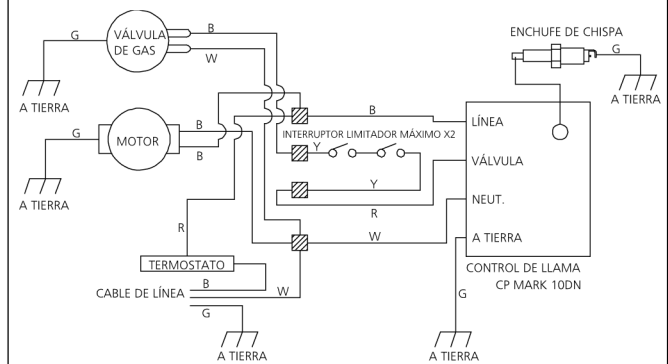 ENCHUFE DE CHISPA
G
A TIERRA
VÁLVULA
DE GAS
B
W
G
A TIERRA
MOTOR
B
B
G
A TIERRA
B
INTERRUPTOR LIMITADOR MÁXIMO X2
Y
Y
R
W
LÍNEA
VÁLVULA
NEUT.
A TIERRA
CONTROL DE LLAMA
CP MARK 10DN
G
A TIERRA
R
TERMOSTATO
CABLE DE LÍNEA
B
W
G
A TIERRA